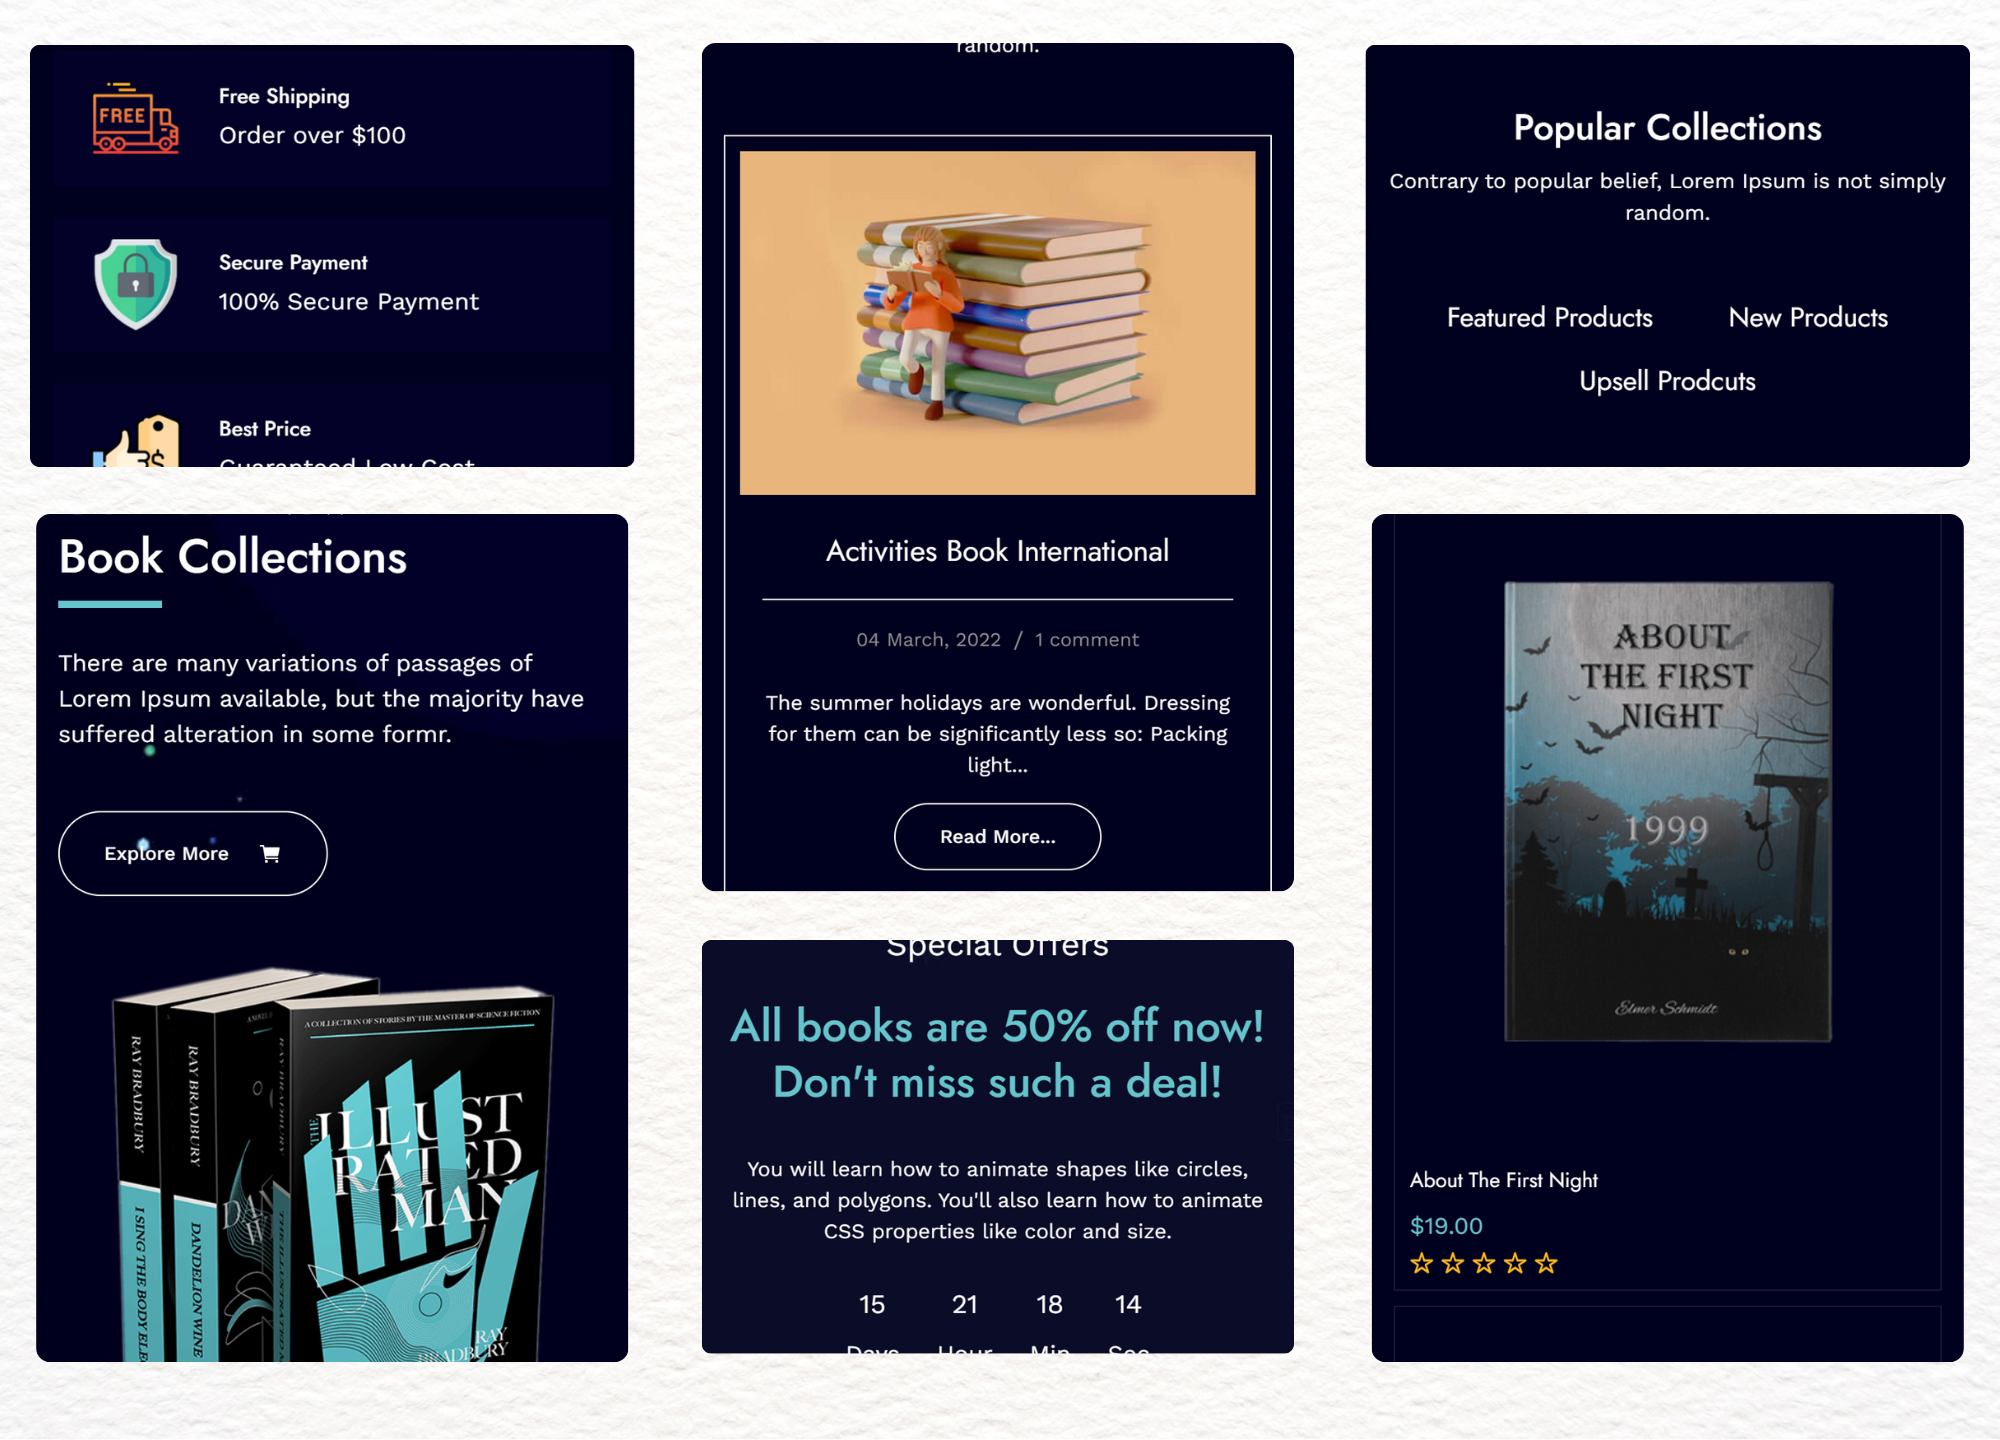 FREE
Free Shipping
Order over $100
Secure Payment
100% Secure Payment
Best Price
Guaranteed Low Cost
$
Book Collections
There are many variations of passages of
Lorem Ipsum available, but the majority have
suffered alteration in some formr.
Explore More
RAY BRADBURY
I SING THE BODY ELE
RAY BRADBURY
DANDELION WINE
A COLLECTION OF STORIES BY THE MASTER OF SCIENCE FICTION
THE
ILLUST
RATED
MAN
RAY
BRADBURY
random.
Activities Book International
04 March, 2022 / 1 comment
The summer holidays are wonderful. Dressing
for them can be significantly less so: Packing
light...
Read More...
Special Offers
All books are 50% off now!
Don't miss such a deal!
You will learn how to animate shapes like circles,
lines, and polygons. You'll also learn how to animate
CSS properties like color and size.
15 21 18 14
Days Hour Min Sec
Popular Collections
Contrary to popular belief, Lorem Ipsum is not simply
random.
Featured Products New Products
Upsell Prodcuts
ABOUT
THE FIRST
NIGHT
1999
Elmer Schmidt
About The First Night
$19.00